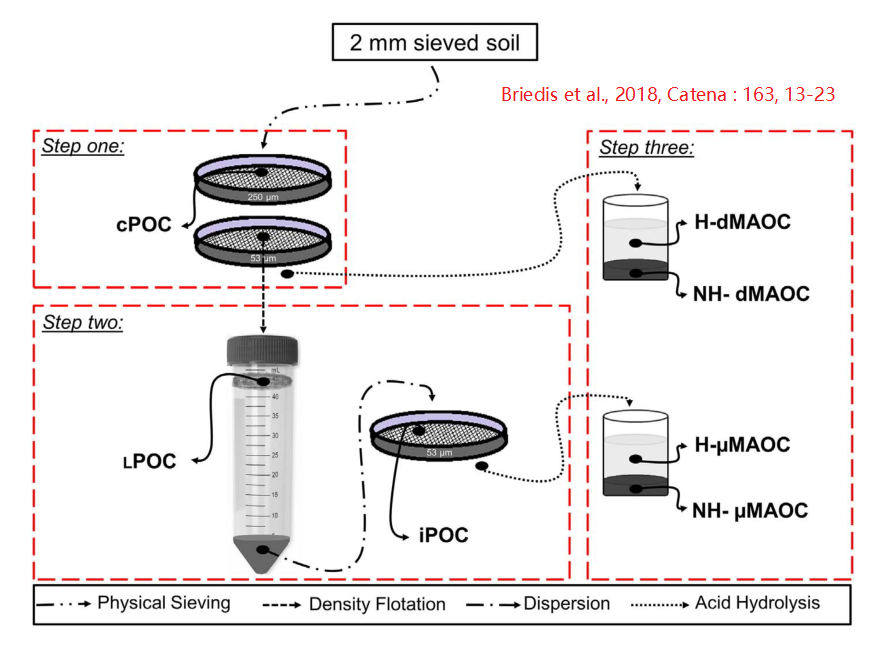 2 mm sieved soil
Briedis et al., 2018, Catena : 163, 13-23
Step one:
250 µm
cPOC
53 µm
Step three:
H-dMAOC
NH- dMAOC
Step two:
mL
40
35
30
25
20
15
10
LPOC
53 µm
iPOC
H-µMAOC
NH- µMAOC
Physical Sieving
Density Flotation
Dispersion
Acid Hydrolysis